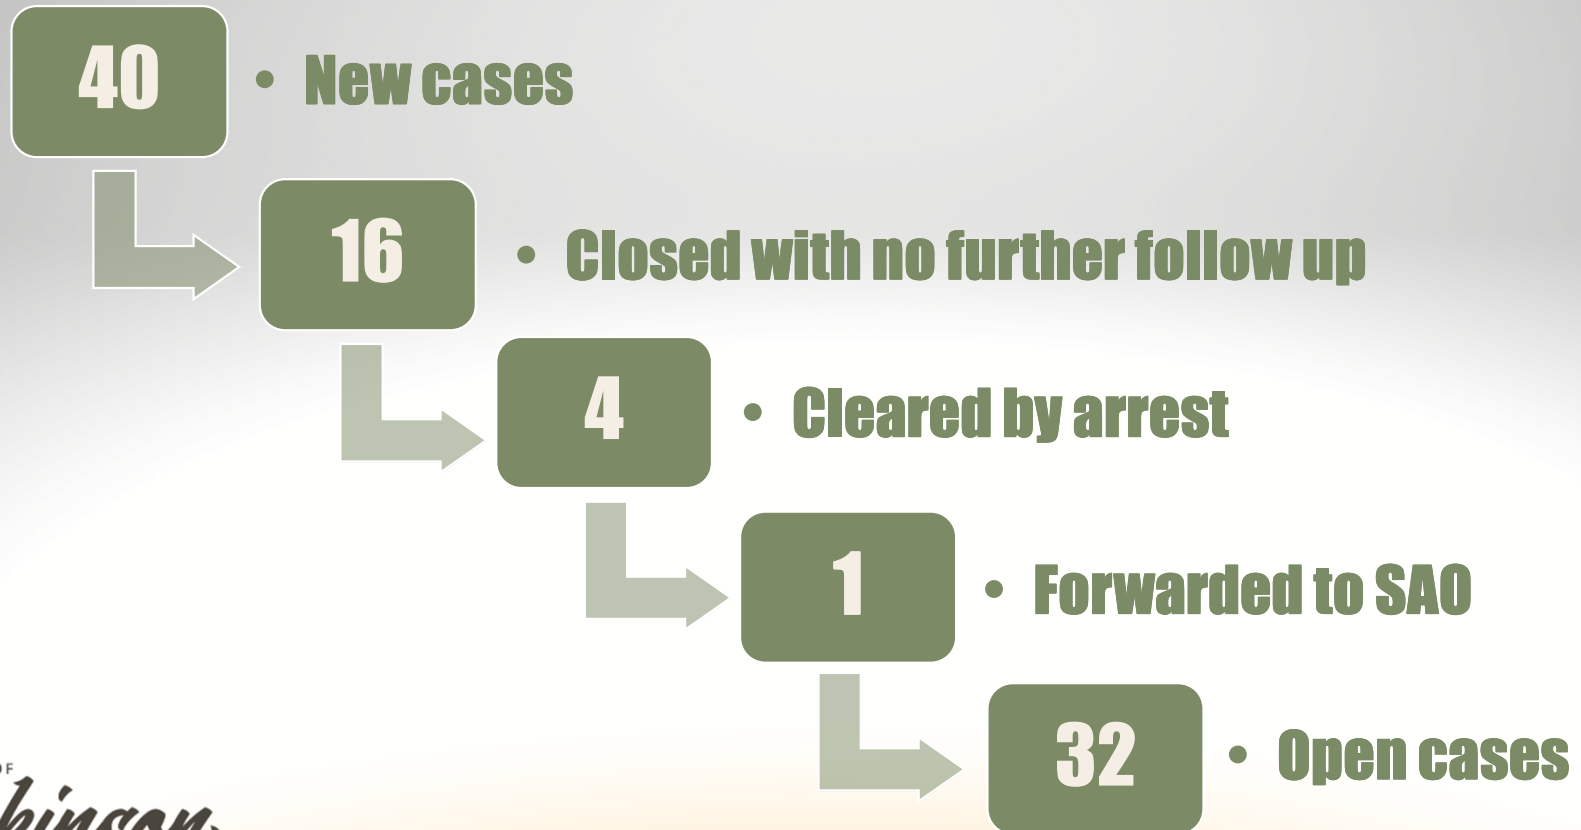 40
• New cases
16
• Closed with no further follow up
4
• Cleared by arrest
1
• Forwarded to SAO
32
• Open cases
OF